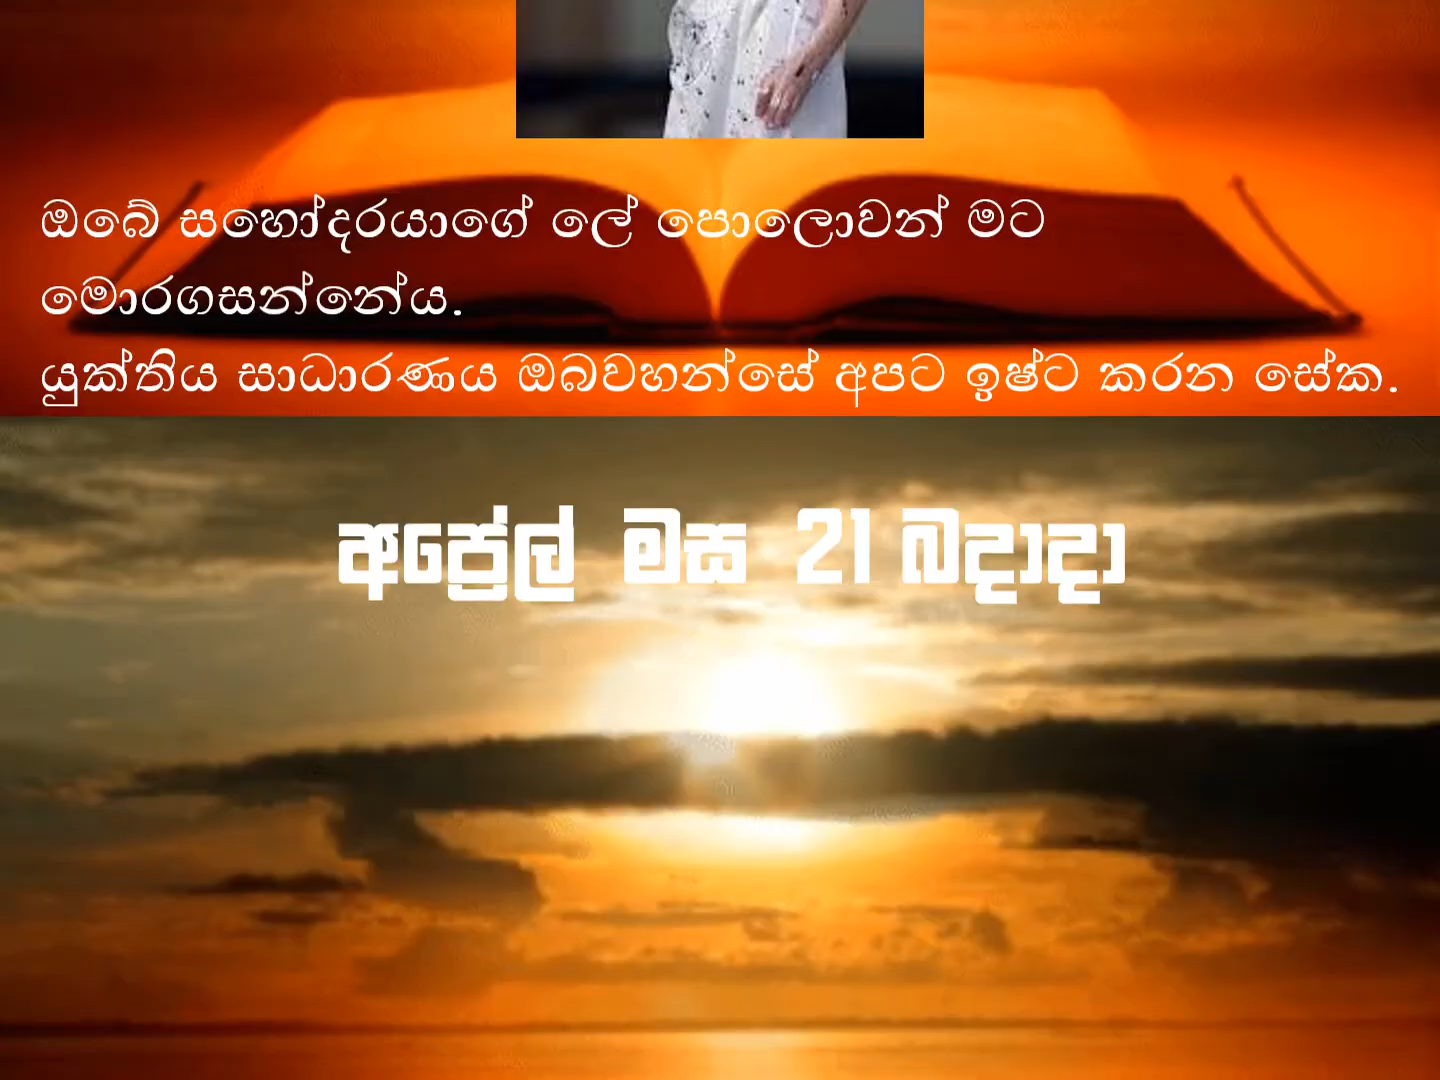 ඔබේ සහෝදරයාගේ ලේ පොලොවන් මට
මොරගසන්නේය.
යුක්තිය සාධාරණය ඔබවහන්සේ අපට ඉෂ්ට කරන සේක.
අප්‍රේල් මස 21 බදාදා